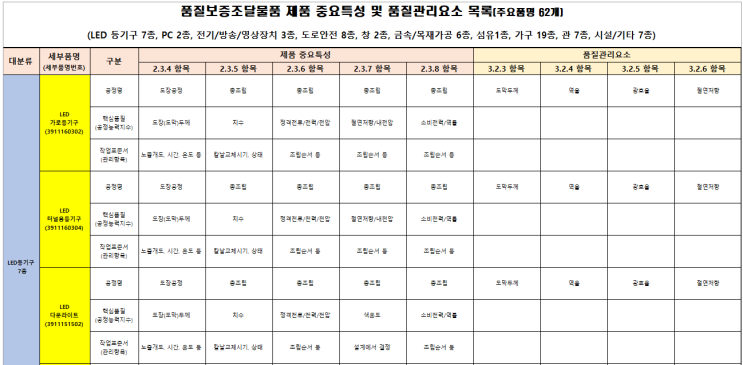 품질보증조달물품 제품 중요특성 및 품질관리요소 목록(주요품명 62개)
(LED 등기구 7종, PC 2종, 전기/방송/영상장치 3종, 도로안전 8종, 창 2종, 금속/목재가공 6종, 섬유1종, 가구 19종, 관 7종, 시설/기타 7종)
대분류 세부품명 (세부품명번호) 구분 제품 중요특성 품질관리요소
2.3.4 항목 2.3.5 항목 2.3.6 항목 2.3.7 항목 2.3.8 항목 3.2.3 항목 3.2.4 항목 3.2.5 항목 3.2.6 항목
LED등기구
7종
LED
가로등기구
(3911160302)
공정명 도장공정 총조립 총조립 총조립 총조립 도막두께 역율 광효율 절연저항
핵심품질
(공정능력지수)
도장(도막)두께 치수 정격전류/전력/전압 절연저항/내전압 소비전력/역률
작업표준서
(관리항목)
노즐개도, 시간, 온도 등 칼날교체시기, 상태 조립순서 등 조립순서 등 조립순서 등
LED
터널용등기구
(3911160304)
공정명 도장공정 총조립 총조립 총조립 총조립 도막두께 역율 광효율 절연저항
핵심품질
(공정능력지수)
도장(도막)두께 치수 정격전류/전력/전압 절연저항/내전압 소비전력/역률
작업표준서
(관리항목)
노즐개도, 시간, 온도 등 칼날교체시기, 상태 조립순서 등 조립순서 등 조립순서 등
LED
다운라이트
(3911151502)
공정명 도장공정 총조립 총조립 총조립 총조립 도막두께 역율 광효율 절연저항
핵심품질
(공정능력지수)
도장(도막)두께 치수 정격전류/전력/전압 색온도 소비전력/역률
작업표준서
(관리항목)
노즐개도, 시간, 온도 등 칼날교체시기, 상태 조립순서 등 설계에서 결정 조립순서 등